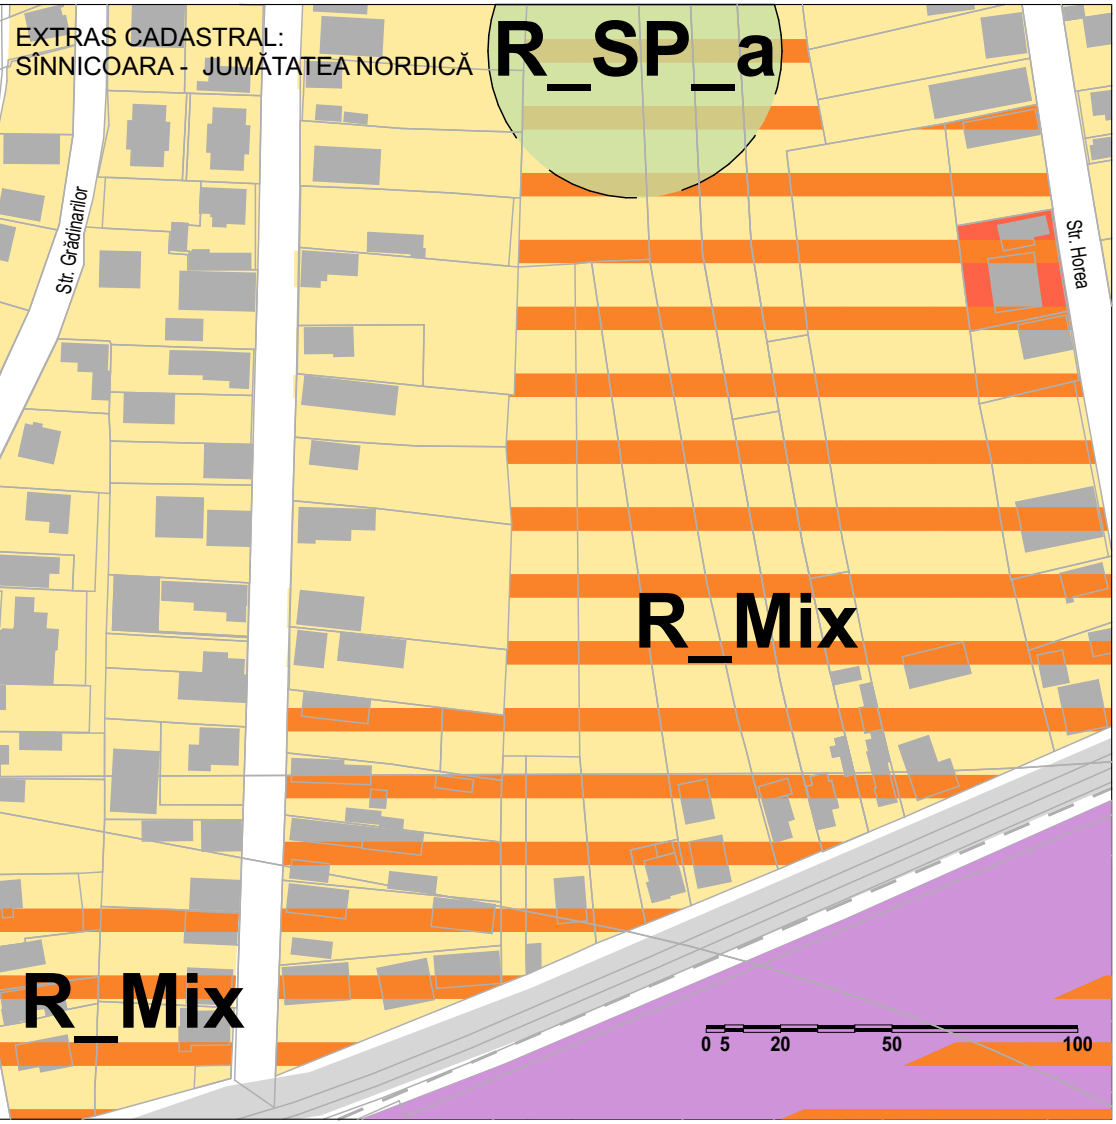 EXTRAS CADASTRAL:
SÎNNICOARA - JUMĂTATEA NORDICĂ
R_SP_a
Str. Grădinarilor
Str. Horea
R_Mix
R_Mix
0 5 20 50 100